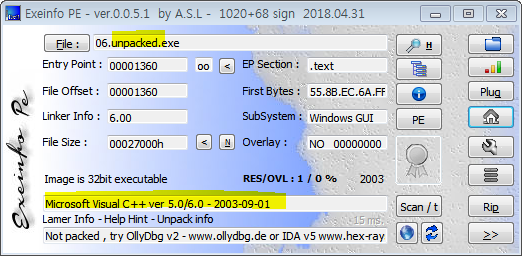 Exeinfo PE - ver.0.0.5.1 by A.S.L - 1020+68 sign 2018.04.31
File : 06.unpacked.exe H
Entry Point : 00001360 oo < EP Section : .text
File Offset : 00001360 First Bytes : 55.8B.EC.6A.FF Plug
Linker Info : 6.00 SubSystem : Windows GUI PE
File Size : 00027000h < N Overlay : NO 00000000
Image is 32bit executable RES/OVL : 1 / 0 % 2003
Exeinfo Pe
Microsoft Visual C++ ver 5.0/6.0 - 2003-09-01 Scan / t Rip
Lamer Info - Help Hint - Unpack info 15 ms.
Not packed , try OllyDbg v2 - www.ollydbg.de or IDA v5 www.hex-ray >>